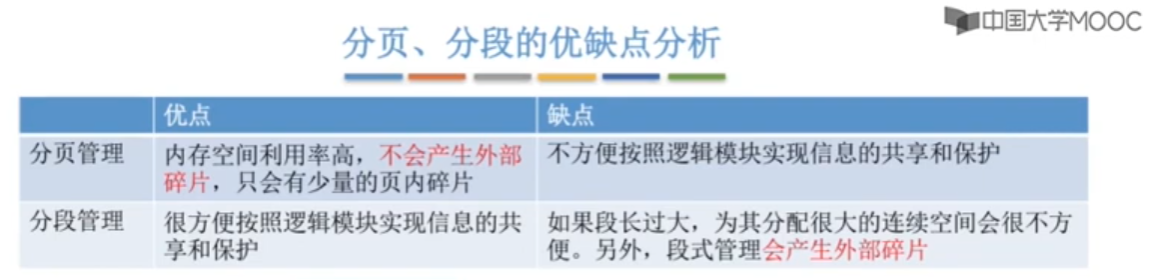 中国大学MOOC
分页、分段的优缺点分析
优点
缺点
分页管理
内存空间利用率高，不会产生外部
碎片，只会有少量的页内碎片
不方便按照逻辑模块实现信息的共享和保护
分段管理
很方便按照逻辑模块实现信息的共
享和保护
如果段长过大，为其分配很大的连续空间会很不方
便。另外，段式管理会产生外部碎片